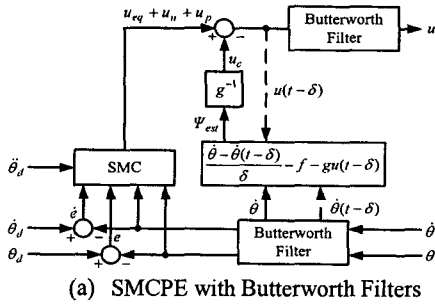 u_eq + u_n + u_p
+
−
Butterworth
Filter
u
u_c
g⁻¹
u(t−δ)
Ψ_est
θ̈_d
SMC
(θ̇−θ̇(t−δ))/δ − f − gu(t−δ)
ė
θ̇
θ̇(t−δ)
θ̇_d
+
−
e
Butterworth
Filter
θ̇
θ_d
+
−
θ
(a) SMCPE with Butterworth Filters